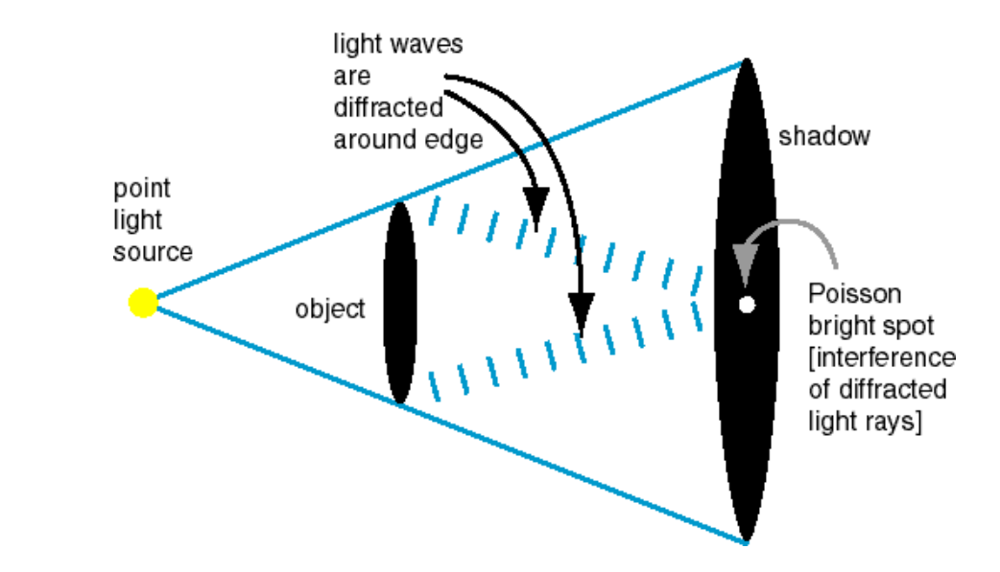 light waves
are
diffracted
around edge
shadow
point
light
source
object
Poisson
bright spot
[interference
of diffracted
light rays]